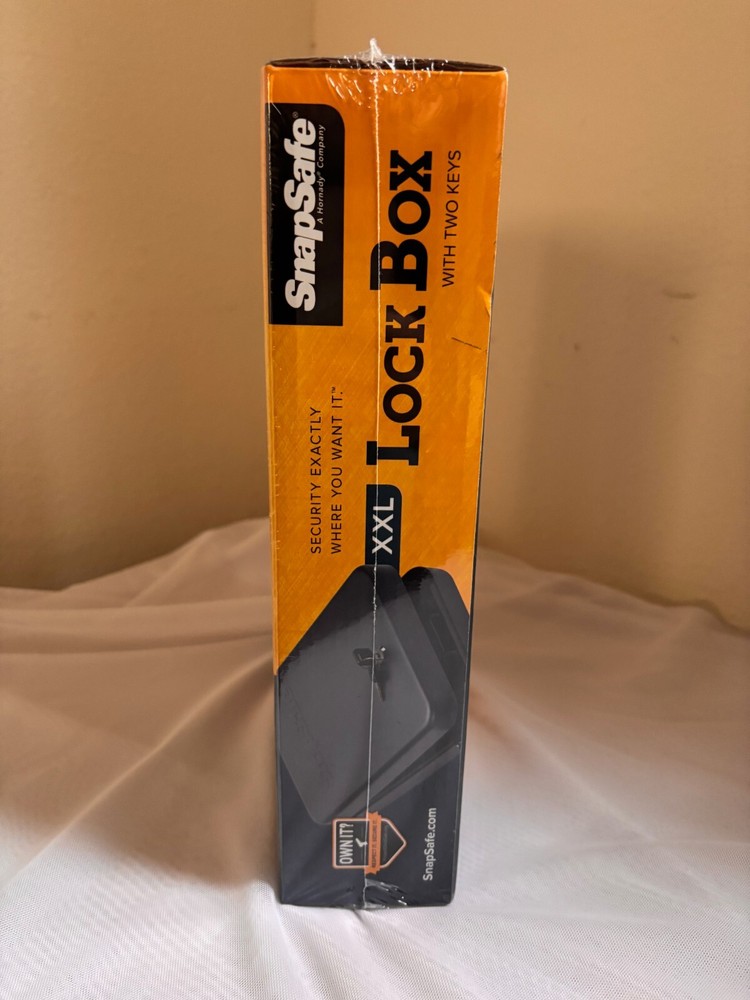 SnapSafe®
A Hornady® Company
SECURITY EXACTLY
WHERE YOU WANT IT.™
XXL LOCK BOX
WITH TWO KEYS
OWN IT?
SnapSafe.com